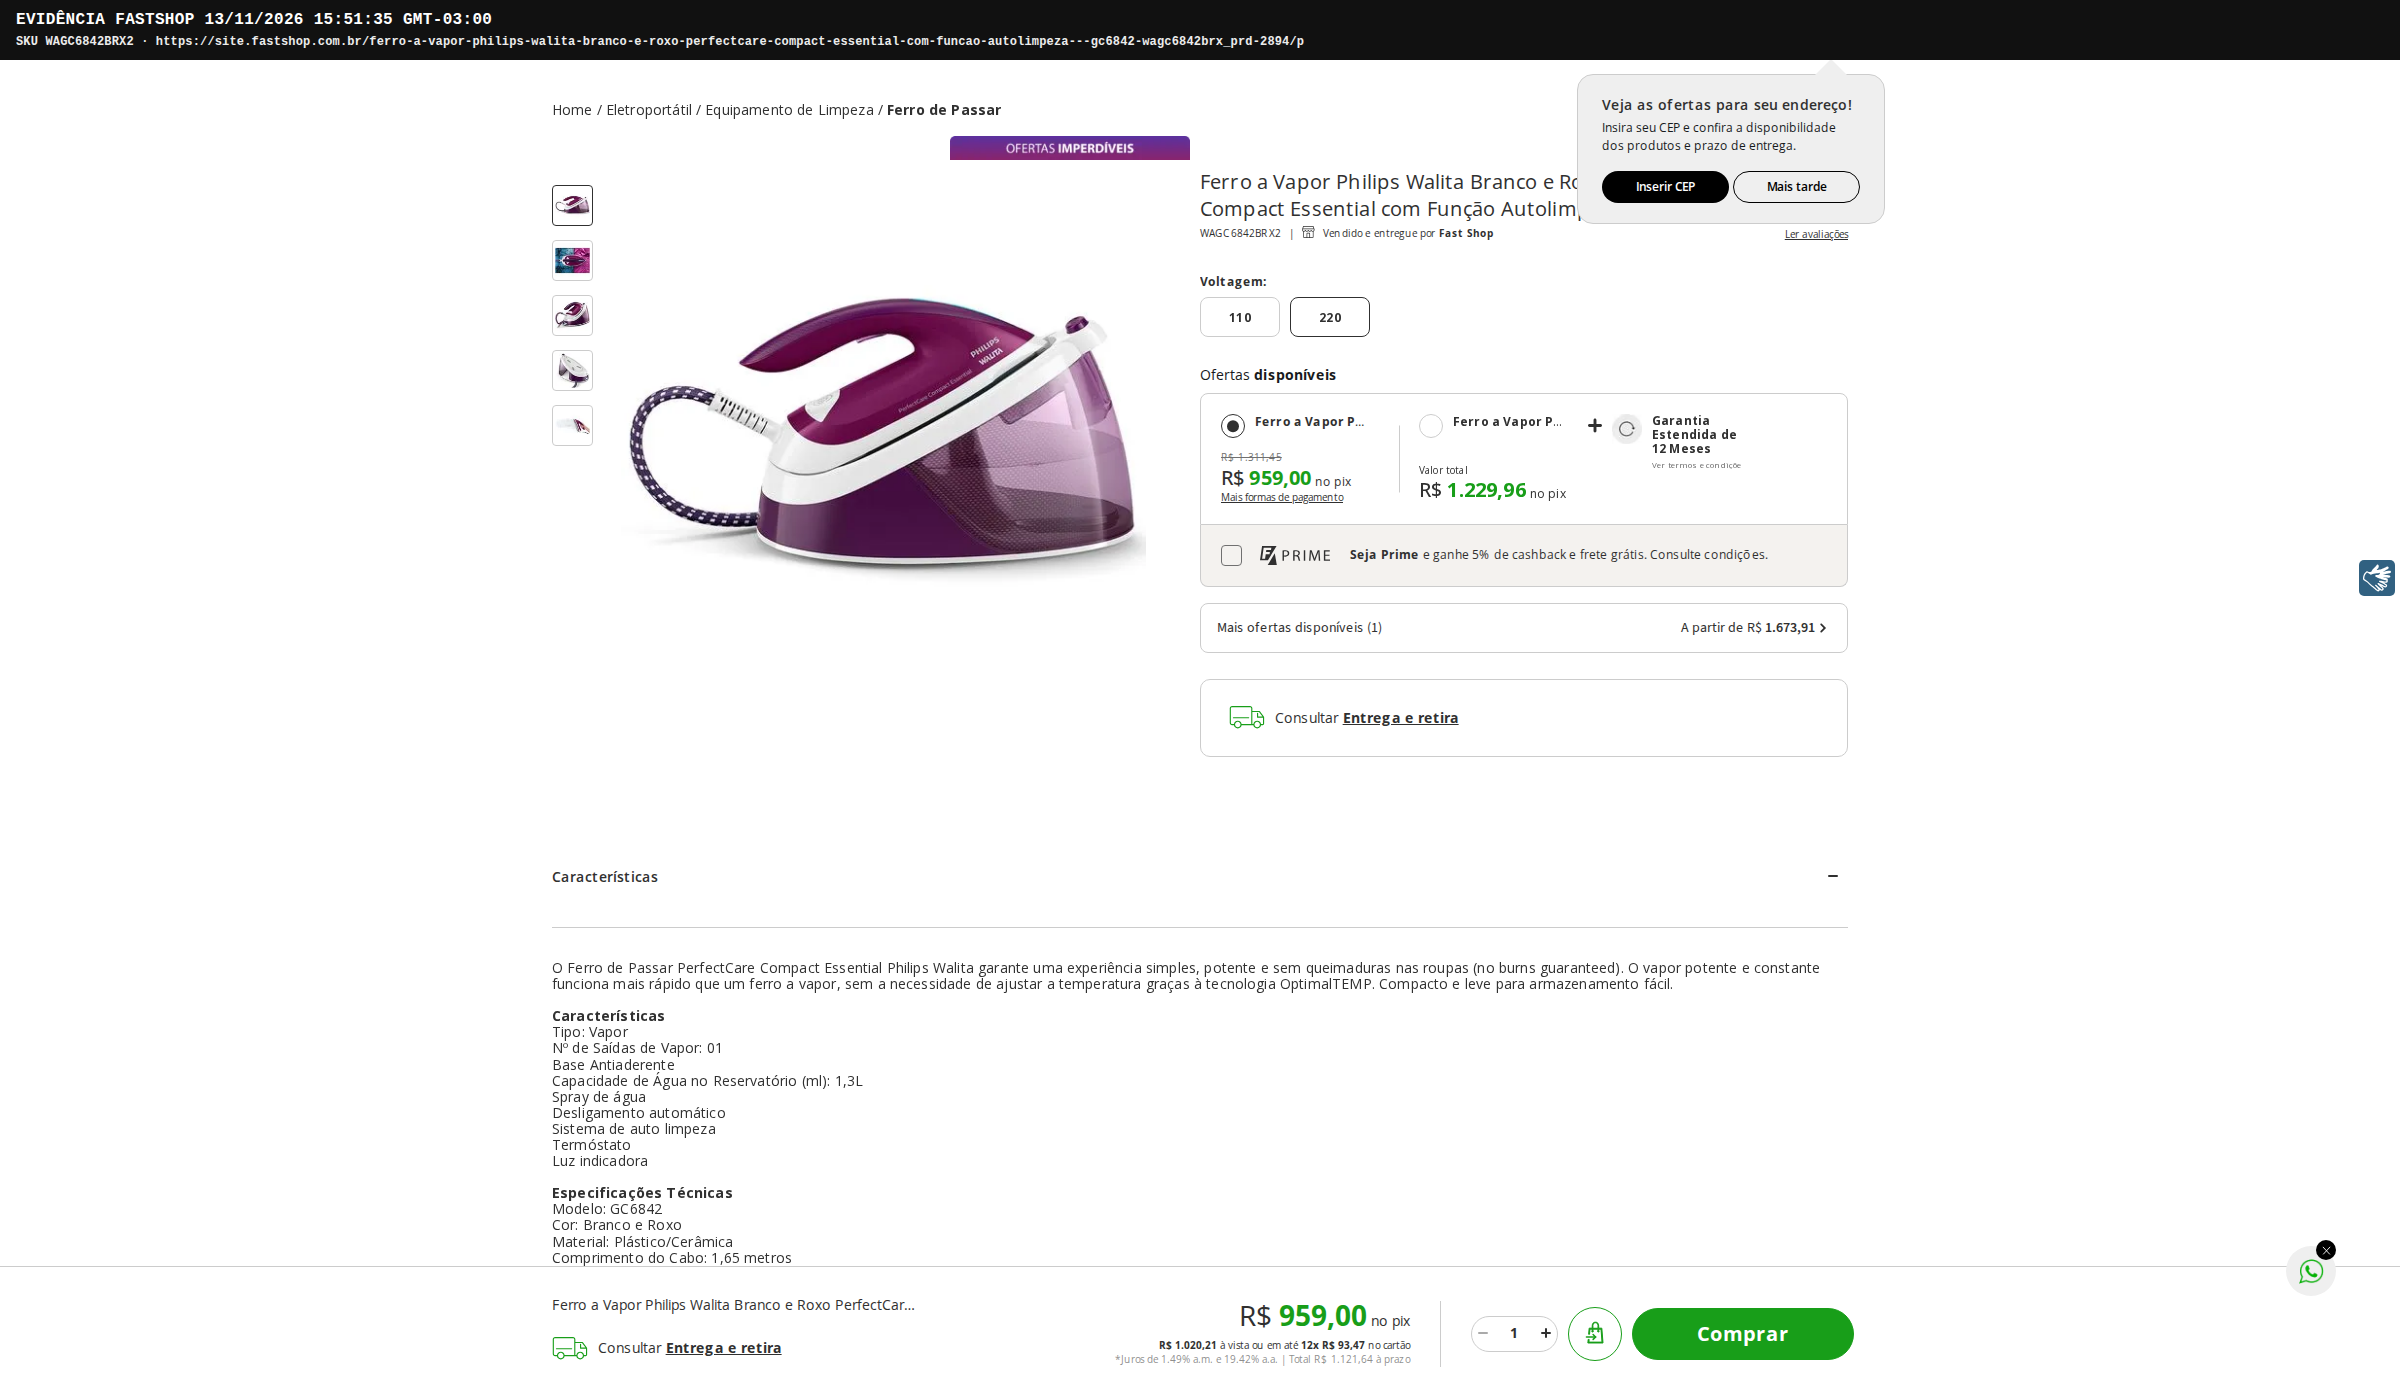 EVIDÊNCIA FASTSHOP 13/11/2026 15:51:35 GMT-03:00
SKU WAGC6842BRX2 · https://site.fastshop.com.br/ferro-a-vapor-philips-walita-branco-e-roxo-perfectcare-compact-essential-com-funcao-autolimpeza---gc6842-wagc6842brx_prd-2894/p
Home / Eletroportátil / Equipamento de Limpeza / Ferro de Passar
Veja as ofertas para seu endereço!
Insira seu CEP e confira a disponibilidade
dos produtos e prazo de entrega.
Inserir CEP
Mais tarde
OFERTAS IMPERDÍVEIS
Ferro a Vapor Philips Walita Branco e Ro
Compact Essential com Função Autolimp
WAGC6842BRX2 | Vendido e entregue por Fast Shop
Ler avaliações
Voltagem:
110
220
PHILIPS
WALITA
PerfectCare Compact Essential
Ofertas disponíveis
Ferro a Vapor P...
R$ 1.311,45
R$ 959,00 no pix
Mais formas de pagamento
Ferro a Vapor P...
Valor total
R$ 1.229,96 no pix
+
Garantia
Estendida de
12 Meses
Ver termos e condiçõe
PRIME
Seja Prime e ganhe 5% de cashback e frete grátis. Consulte condições.
Mais ofertas disponíveis (1)
A partir de R$ 1.673,91
Consultar Entrega e retira
Características
O Ferro de Passar PerfectCare Compact Essential Philips Walita garante uma experiência simples, potente e sem queimaduras nas roupas (no burns guaranteed). O vapor potente e constante
funciona mais rápido que um ferro a vapor, sem a necessidade de ajustar a temperatura graças à tecnologia OptimalTEMP. Compacto e leve para armazenamento fácil.
Características
Tipo: Vapor
Nº de Saídas de Vapor: 01
Base Antiaderente
Capacidade de Água no Reservatório (ml): 1,3L
Spray de água
Desligamento automático
Sistema de auto limpeza
Termóstato
Luz indicadora
Especificações Técnicas
Modelo: GC6842
Cor: Branco e Roxo
Material: Plástico/Cerâmica
Comprimento do Cabo: 1,65 metros
Ferro a Vapor Philips Walita Branco e Roxo PerfectCar...
Consultar Entrega e retira
R$ 959,00 no pix
R$ 1.020,21 à vista ou em até 12x R$ 93,47 no cartão
*Juros de 1.49% a.m. e 19.42% a.a. | Total R$ 1.121,64 à prazo
− 1 +
Comprar